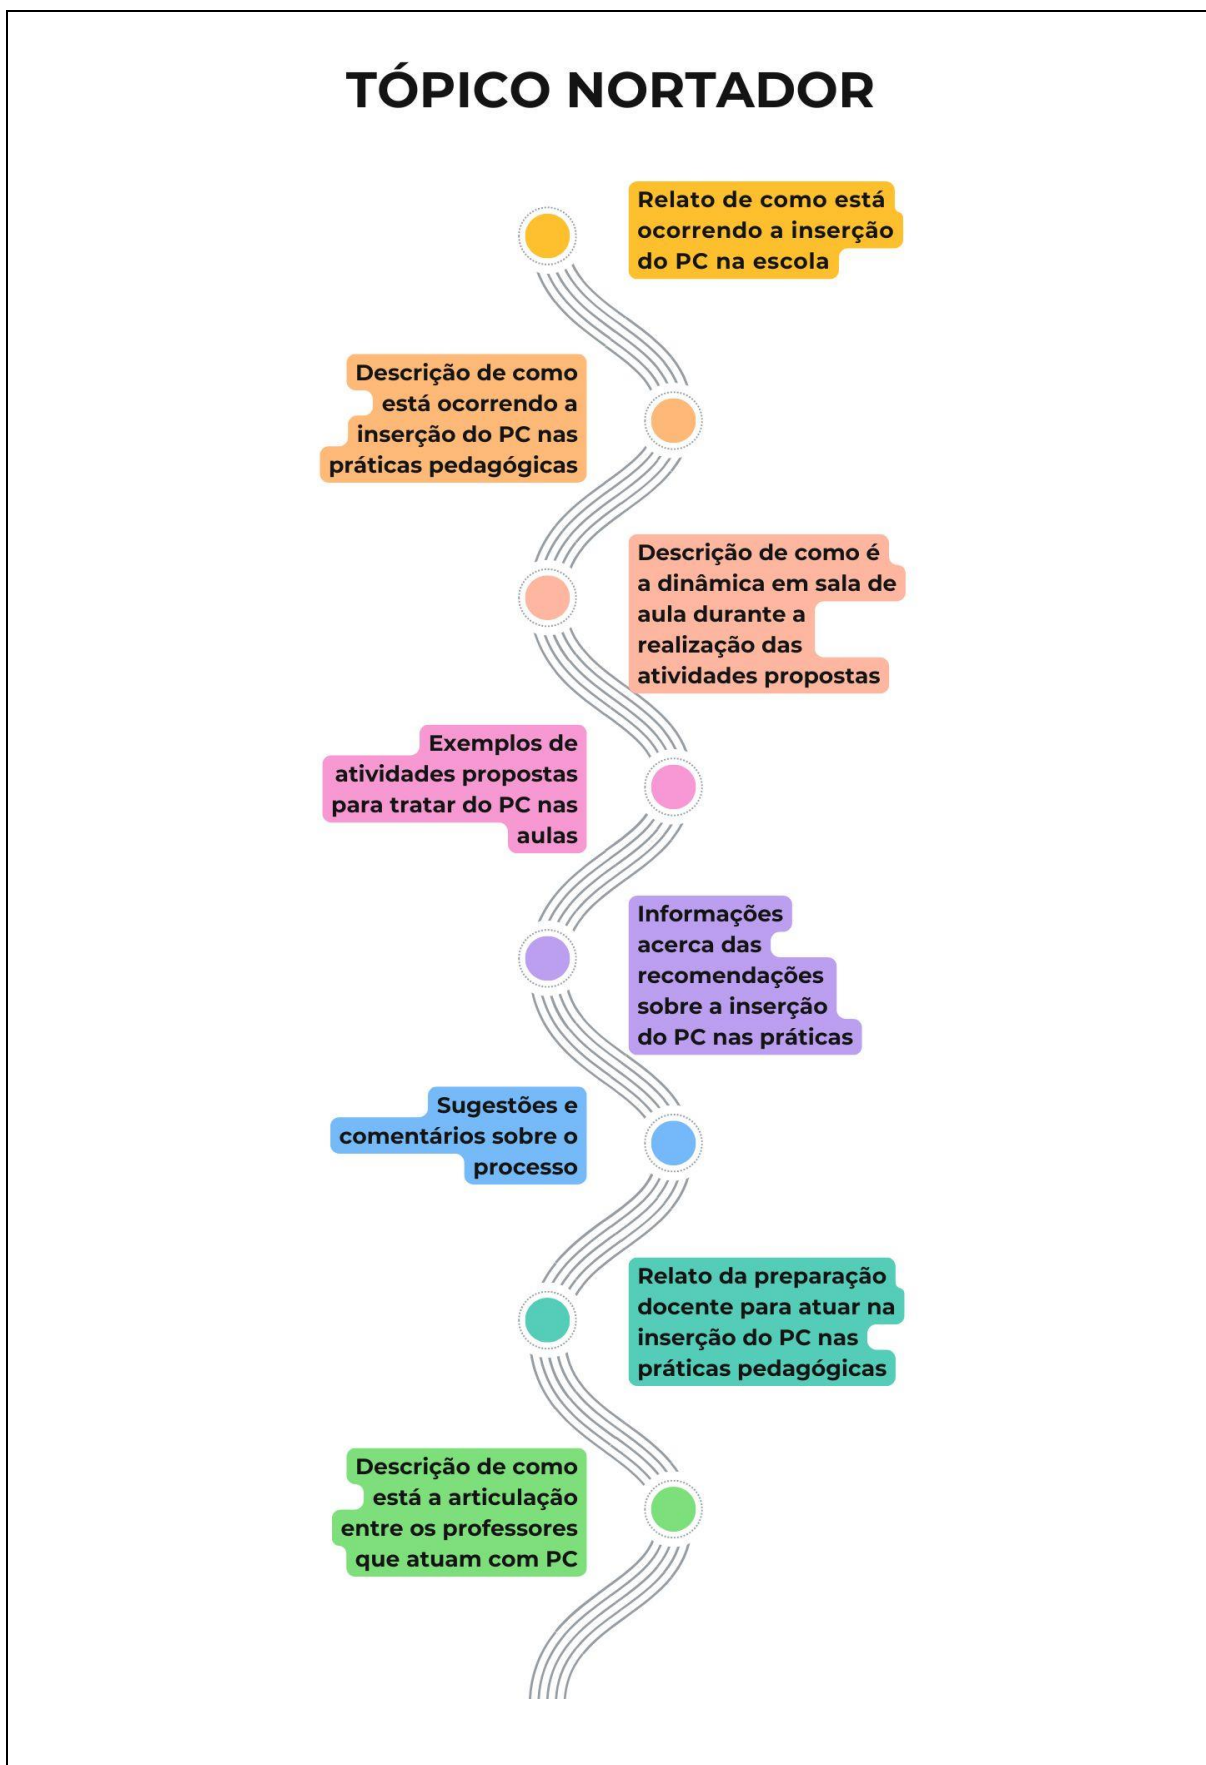 TÓPICO NORTADOR
Relato de como está
ocorrendo a inserção
do PC na escola
Descrição de como
está ocorrendo a
inserção do PC nas
práticas pedagógicas
Descrição de como é
a dinâmica em sala de
aula durante a
realização das
atividades propostas
Exemplos de
atividades propostas
para tratar do PC nas
aulas
Informações
acerca das
recomendações
sobre a inserção
do PC nas práticas
Sugestões e
comentários sobre o
processo
Relato da preparação
docente para atuar na
inserção do PC nas
práticas pedagógicas
Descrição de como
está a articulação
entre os professores
que atuam com PC